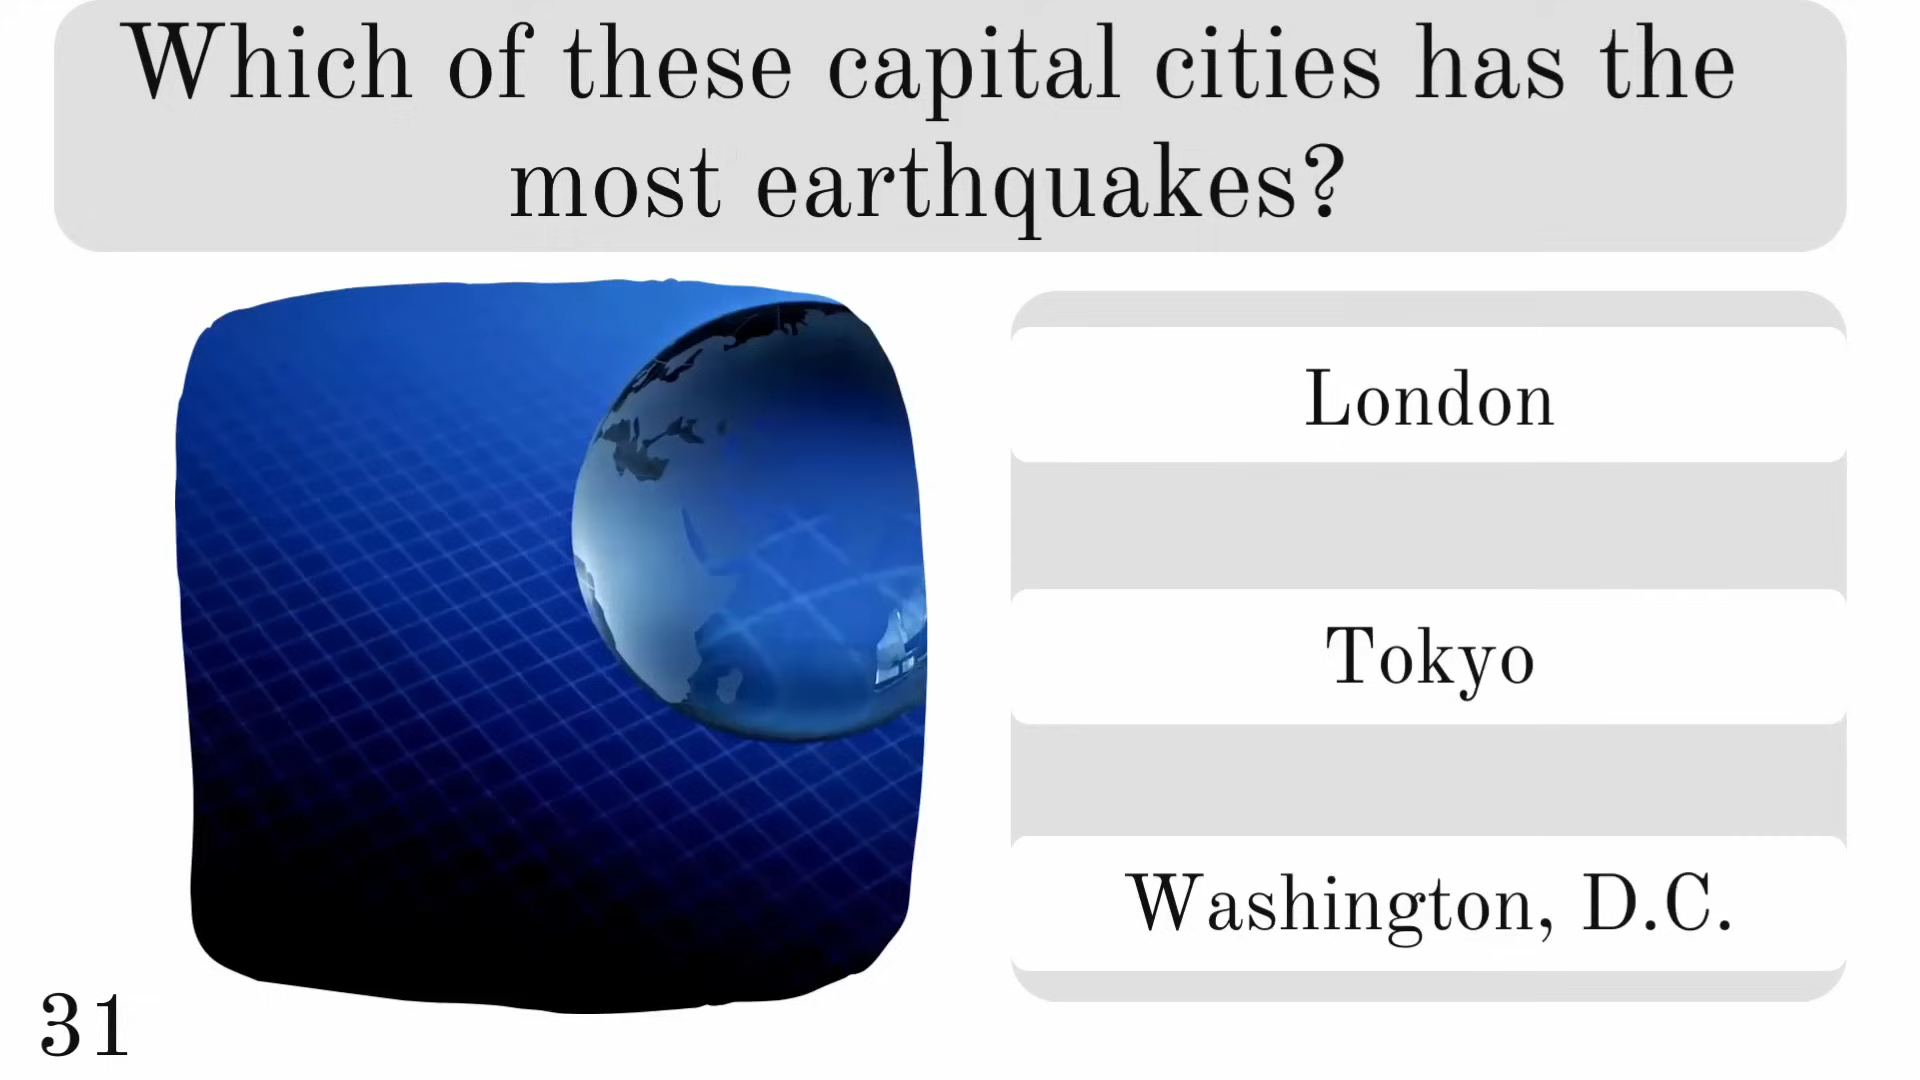 Which of these capital cities has the
most earthquakes?
London
Tokyo
Washington, D.C.
31